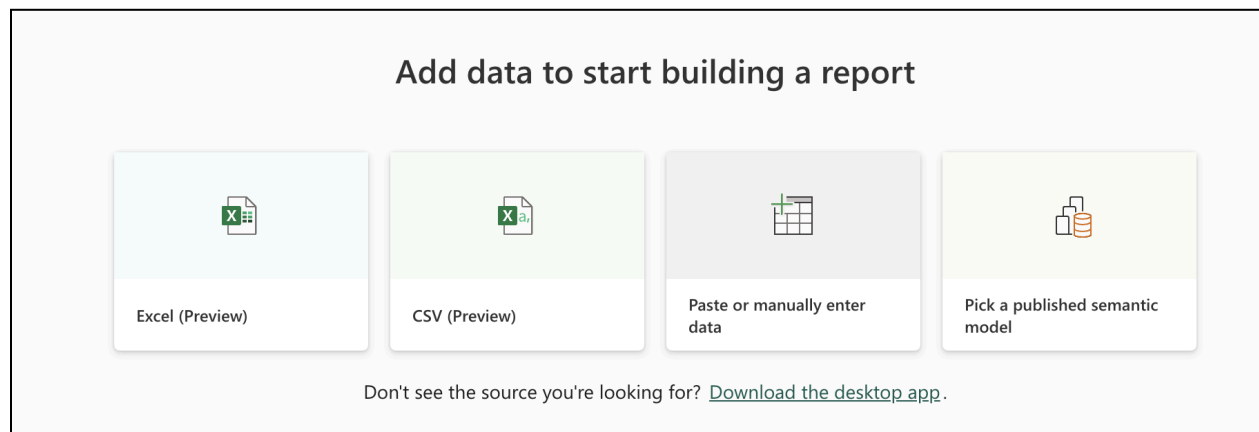 Add data to start building a report
Excel (Preview)
CSV (Preview)
Paste or manually enter
data
Pick a published semantic
model
Don't see the source you're looking for? Download the desktop app.